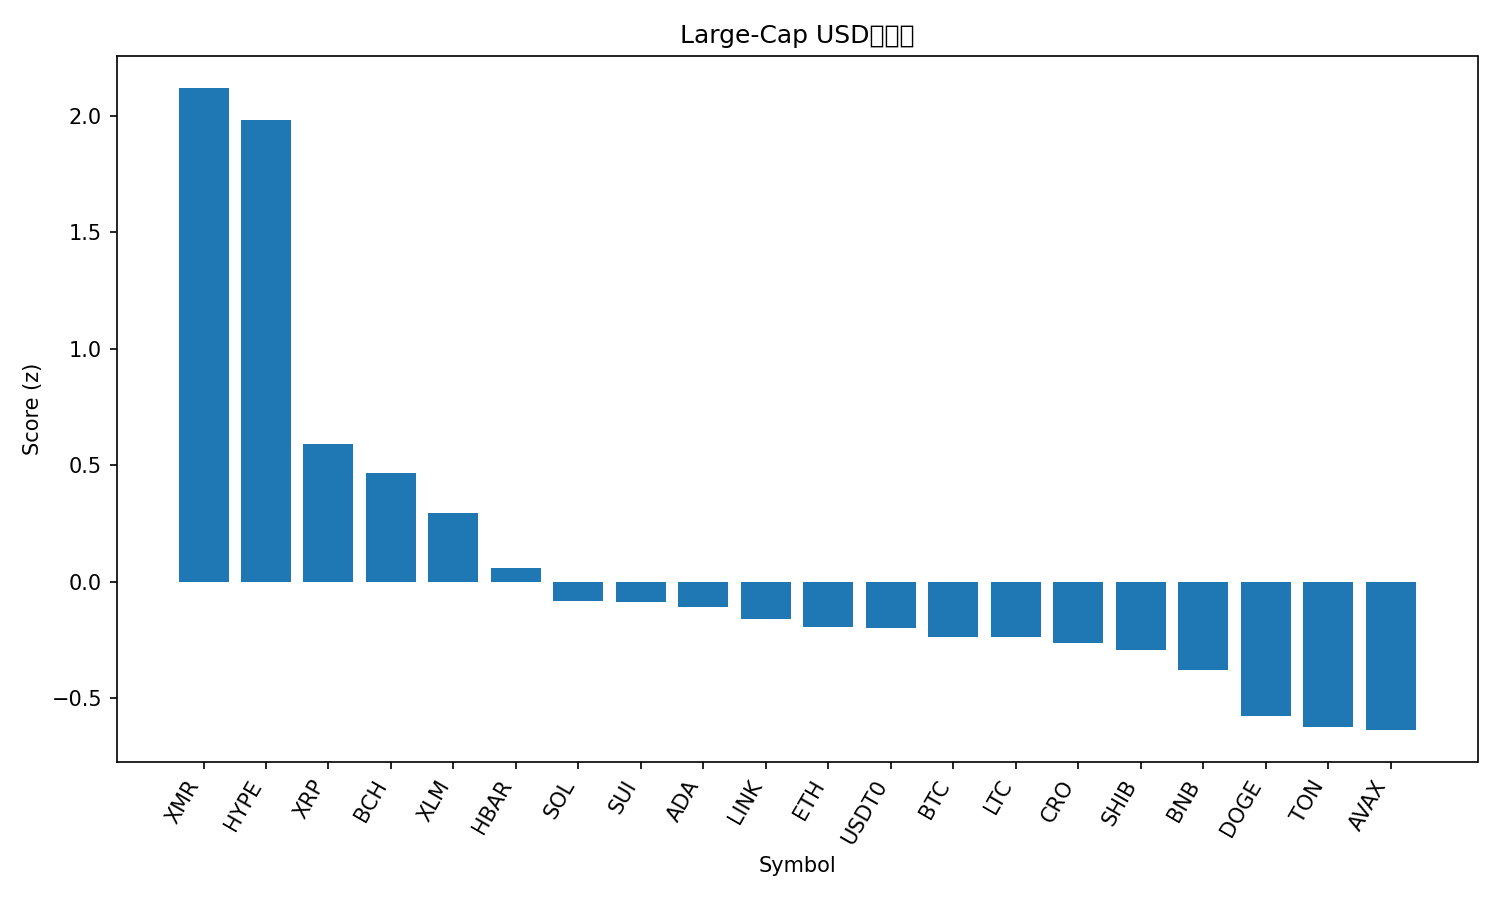 Large-Cap USD
Score (z)
2.0
1.5
1.0
0.5
0.0
−0.5
XMR
HYPE
XRP
BCH
XLM
HBAR
SOL
SUI
ADA
LINK
ETH
USDT0
BTC
LTC
CRO
SHIB
BNB
DOGE
TON
AVAX
Symbol